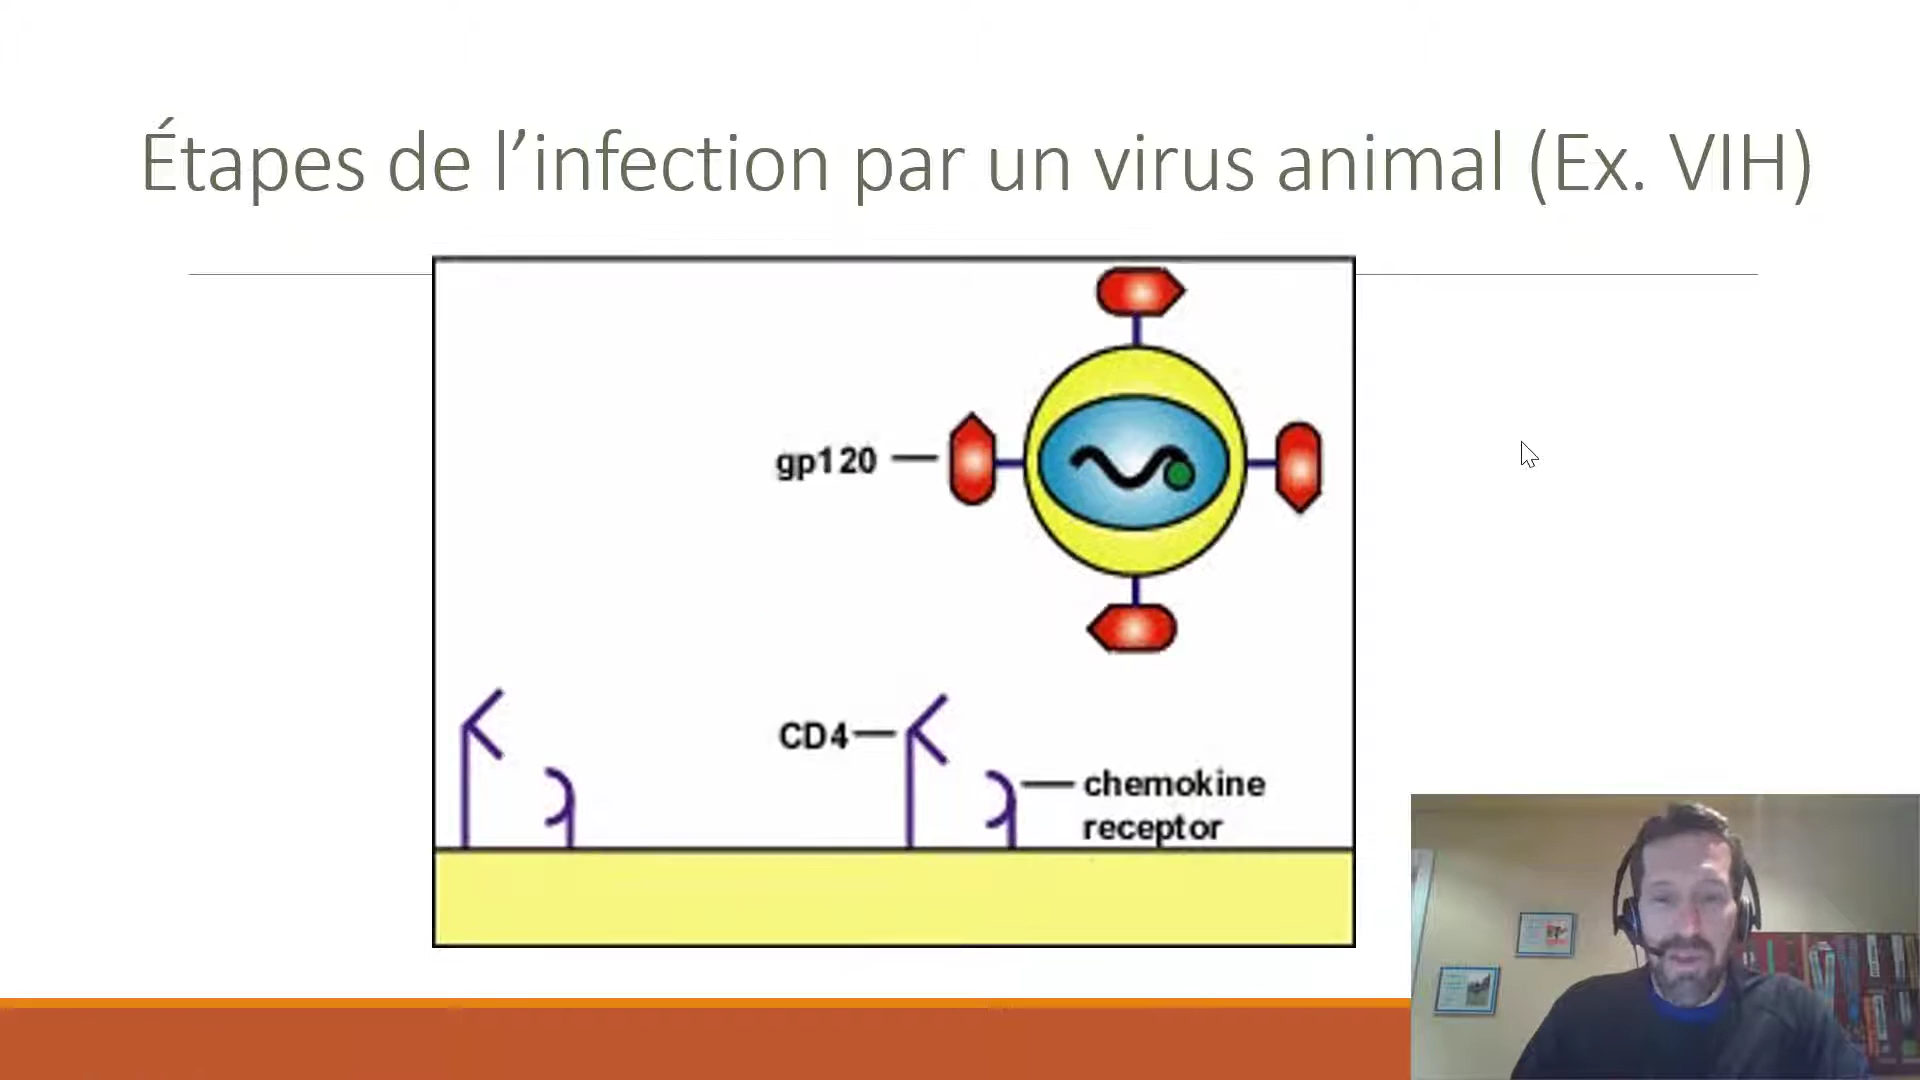 Étapes de l’infection par un virus animal (Ex. VIH)
gp120
CD4
chemokine
receptor